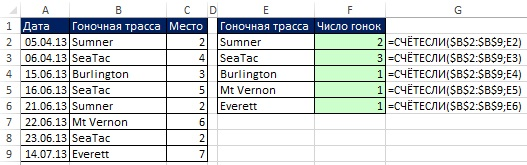 A B C D E F G
1 Дата Гоночная трасса Место Гоночная трасса Число гонок
2 05.04.13 Sumner 2 Sumner 2 =СЧЁТЕСЛИ($B$2:$B$9;E2)
3 06.04.13 SeaTac 4 SeaTac 3 =СЧЁТЕСЛИ($B$2:$B$9;E3)
4 15.06.13 Burlington 3 Burlington 1 =СЧЁТЕСЛИ($B$2:$B$9;E4)
5 16.06.13 SeaTac 5 Mt Vernon 1 =СЧЁТЕСЛИ($B$2:$B$9;E5)
6 21.06.13 Sumner 2 Everett 1 =СЧЁТЕСЛИ($B$2:$B$9;E6)
7 22.06.13 Mt Vernon 6
8 23.06.13 SeaTac 2
9 14.07.13 Everett 7